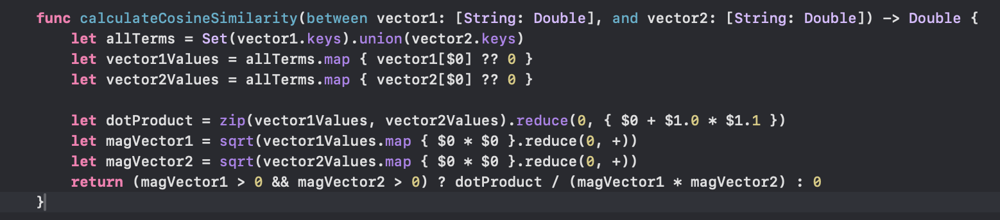 func calculateCosineSimilarity(between vector1: [String: Double], and vector2: [String: Double]) -> Double {
    let allTerms = Set(vector1.keys).union(vector2.keys)
    let vector1Values = allTerms.map { vector1[$0] ?? 0 }
    let vector2Values = allTerms.map { vector2[$0] ?? 0 }

    let dotProduct = zip(vector1Values, vector2Values).reduce(0, { $0 + $1.0 * $1.1 })
    let magVector1 = sqrt(vector1Values.map { $0 * $0 }.reduce(0, +))
    let magVector2 = sqrt(vector2Values.map { $0 * $0 }.reduce(0, +))
    return (magVector1 > 0 && magVector2 > 0) ? dotProduct / (magVector1 * magVector2) : 0
}